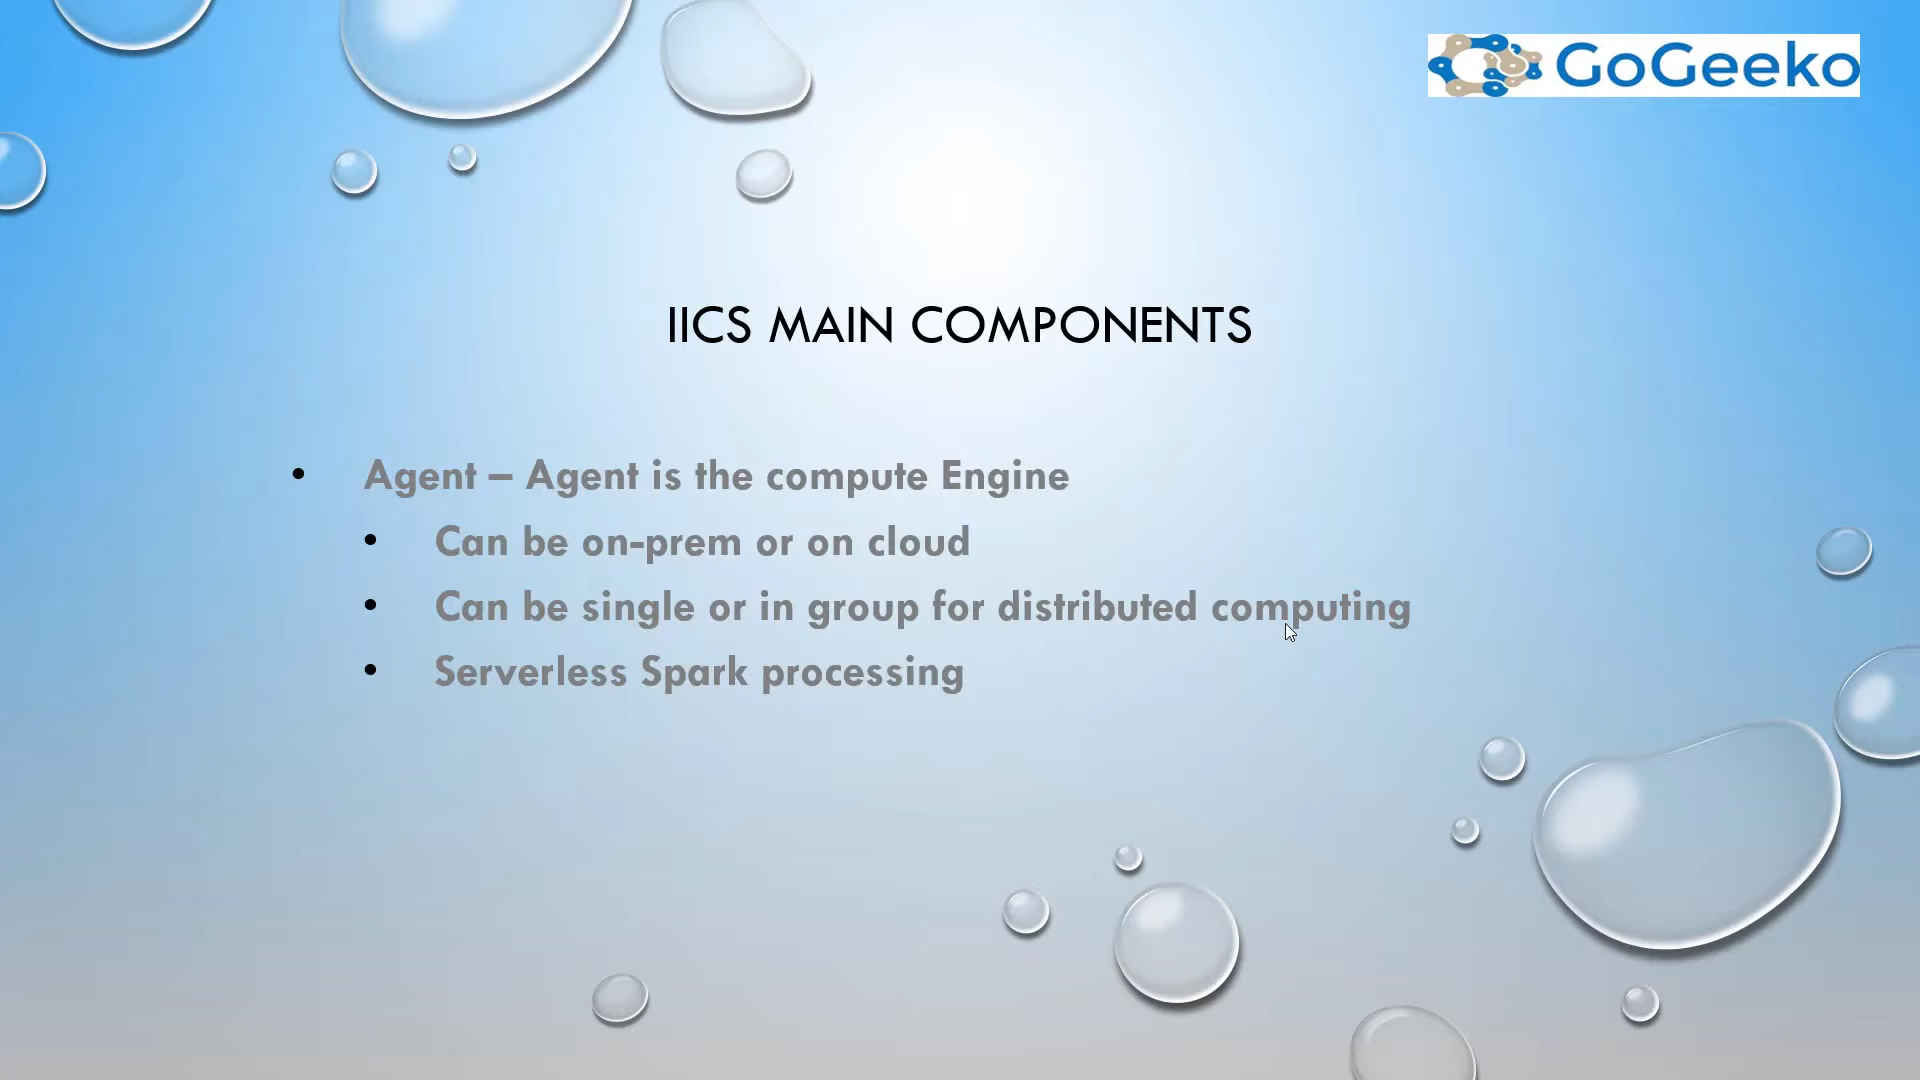 GoGeeko
IICS MAIN COMPONENTS
• Agent – Agent is the compute Engine
• Can be on-prem or on cloud
• Can be single or in group for distributed computing
• Serverless Spark processing